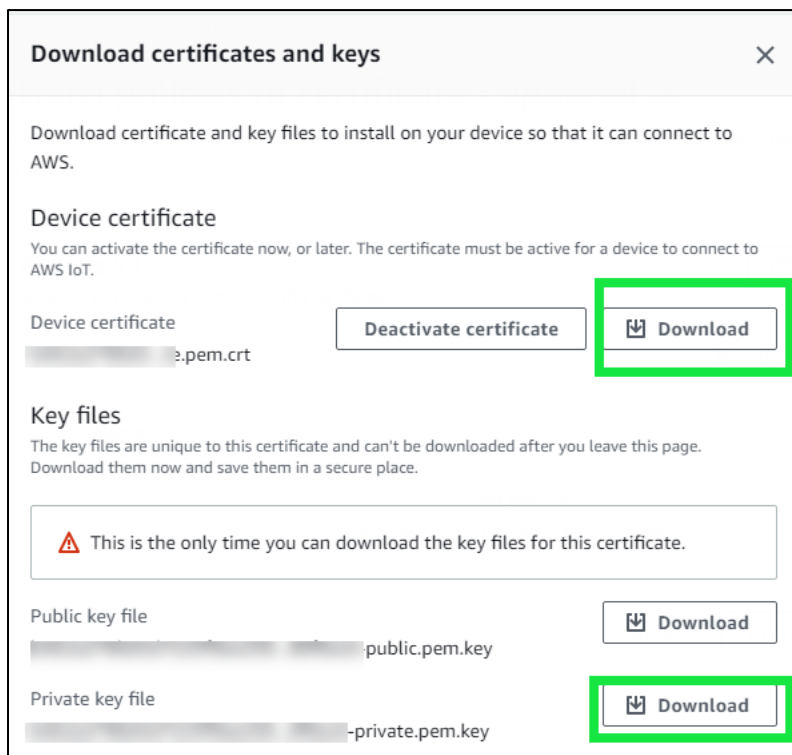 Download certificates and keys
Download certificate and key files to install on your device so that it can connect to
AWS.
Device certificate
You can activate the certificate now, or later. The certificate must be active for a device to connect to
AWS IoT.
Device certificate
Deactivate certificate
Download
e.pem.crt
Key files
The key files are unique to this certificate and can't be downloaded after you leave this page.
Download them now and save them in a secure place.
This is the only time you can download the key files for this certificate.
Public key file
Download
-public.pem.key
Private key file
Download
-private.pem.key